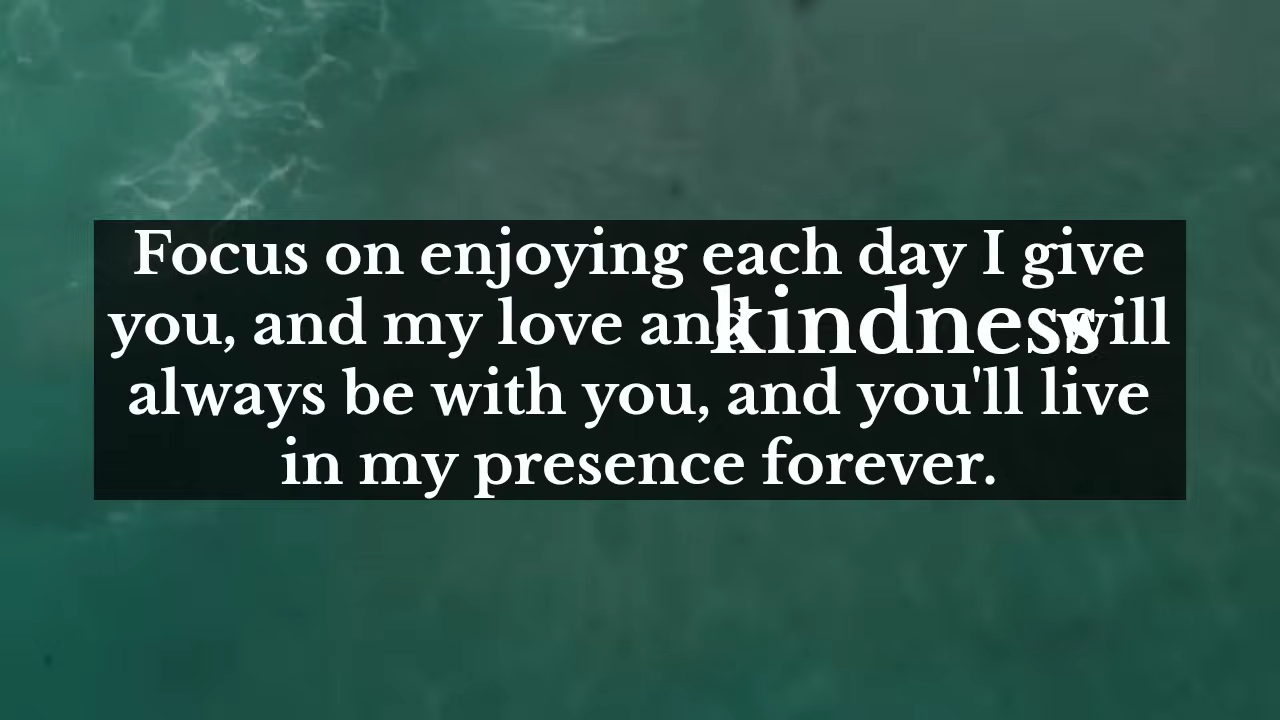 Focus on enjoying each day I give
you, and my love and kindness will
always be with you, and you'll live
in my presence forever.